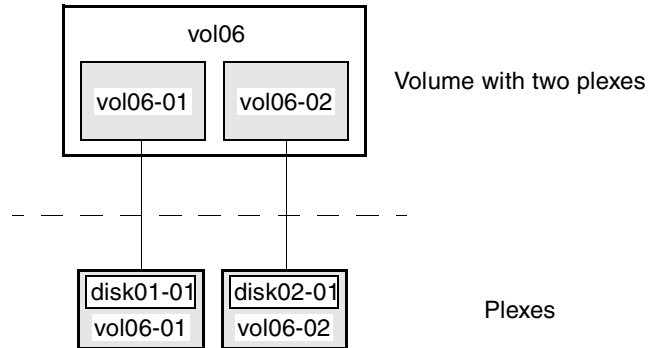 vol06
vol06-01 vol06-02
Volume with two plexes
disk01-01 disk02-01
vol06-01 vol06-02
Plexes